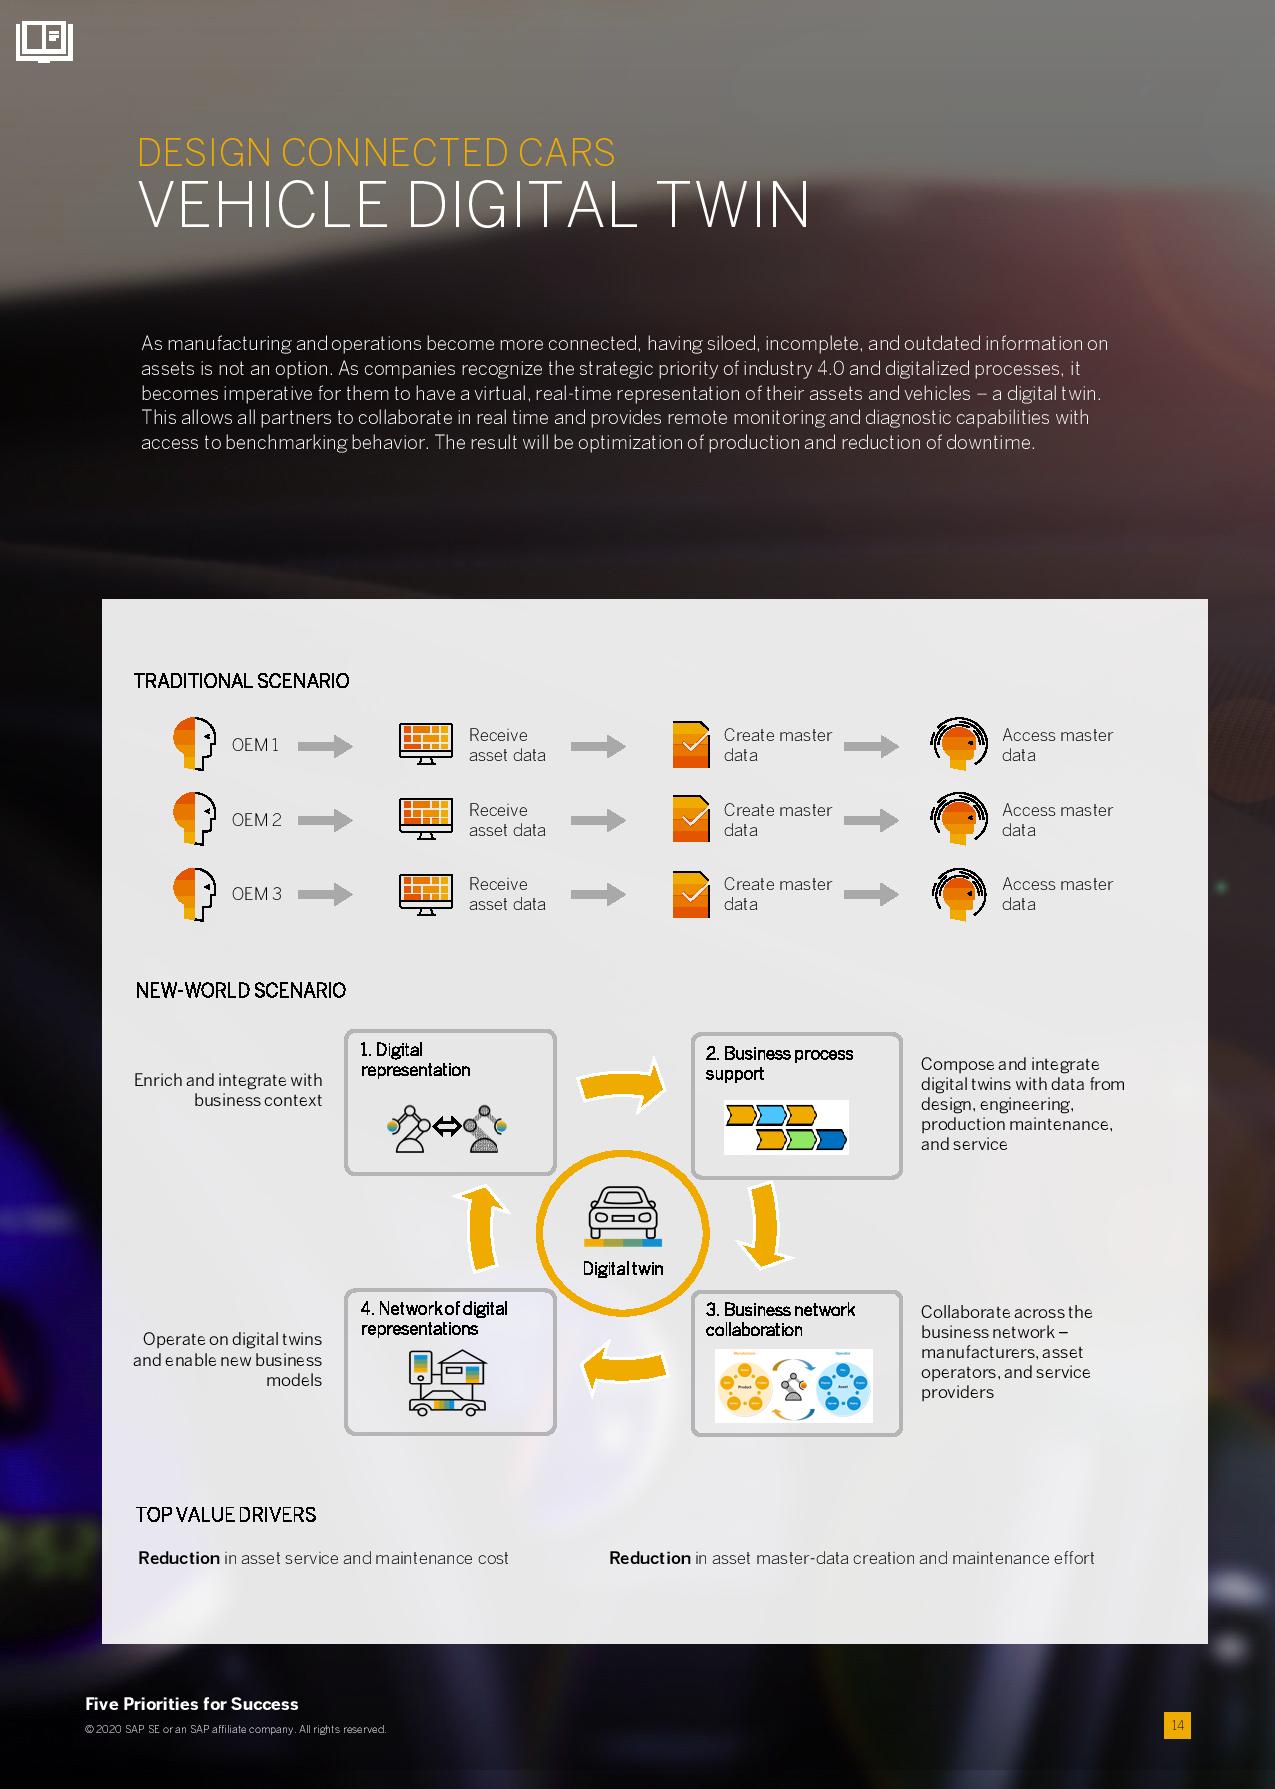 DESIGN CONNECTED CARS
VEHICLE DIGITAL TWIN
As manufacturing and operations become more connected, having siloed, incomplete, and outdated information on
assets is not an option. As companies recognize the strategic priority of industry 4.0 and digitalized processes, it
becomes imperative for them to have a virtual, real-time representation of their assets and vehicles – a digital twin.
This allows all partners to collaborate in real time and provides remote monitoring and diagnostic capabilities with
access to benchmarking behavior. The result will be optimization of production and reduction of downtime.
TRADITIONAL SCENARIO
OEM 1
Receive
asset data
Create master
data
Access master
data
OEM 2
Receive
asset data
Create master
data
Access master
data
OEM 3
Receive
asset data
Create master
data
Access master
data
NEW-WORLD SCENARIO
Enrich and integrate with
business context
1. Digital
representation
2. Business process
support
Compose and integrate
digital twins with data from
design, engineering,
production maintenance,
and service
Digital twin
Operate on digital twins
and enable new business
models
4. Network of digital
representations
3. Business network
collaboration
Product
Asset
Collaborate across the
business network –
manufacturers, asset
operators, and service
providers
TOP VALUE DRIVERS
Reduction in asset service and maintenance cost
Reduction in asset master-data creation and maintenance effort
Five Priorities for Success
© 2020 SAP SE or an SAP affiliate company. All rights reserved.
14